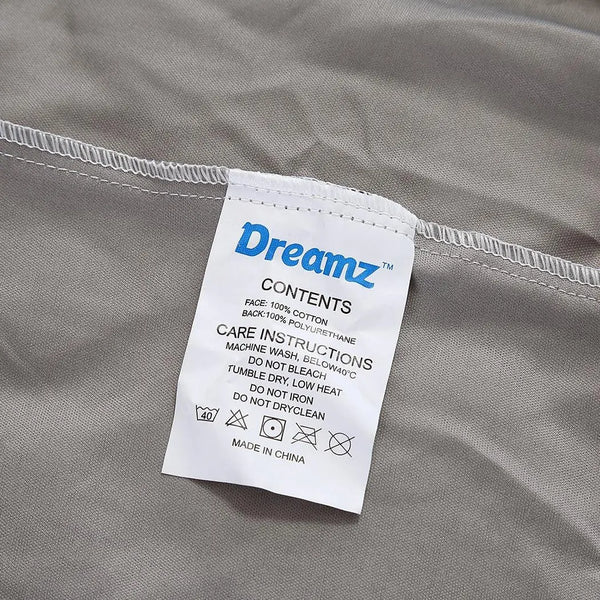 Dreamz™
CONTENTS
FACE: 100% COTTON
BACK:100% POLYURETHANE
CARE INSTRUCTIONS
MACHINE WASH, BELOW40°C
DO NOT BLEACH
TUMBLE DRY, LOW HEAT
DO NOT IRON
DO NOT DRYCLEAN
40
MADE IN CHINA